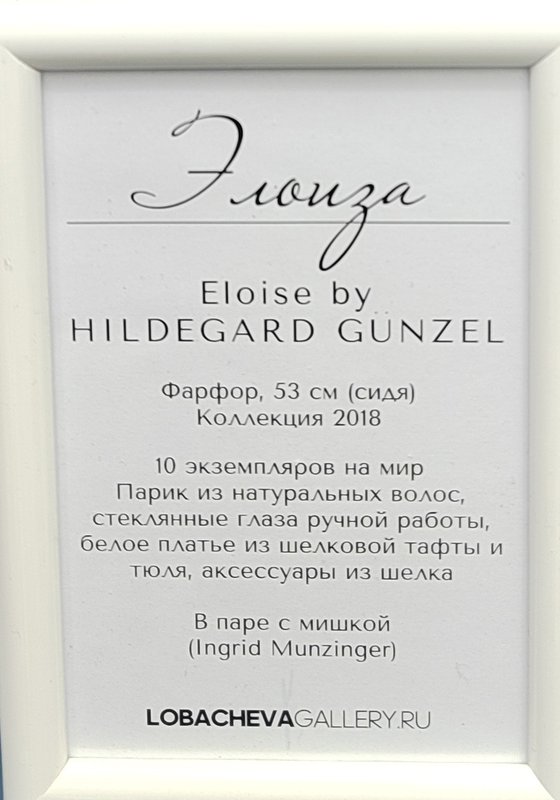 Элоиза
Eloise by
HILDEGARD GÜNZEL
Фарфор, 53 см (сидя)
Коллекция 2018
10 экземпляров на мир
Парик из натуральных волос,
стеклянные глаза ручной работы,
белое платье из шелковой тафты и
тюля, аксессуары из шелка
В паре с мишкой
(Ingrid Munzinger)
LOBACHEVAGALLERY.RU